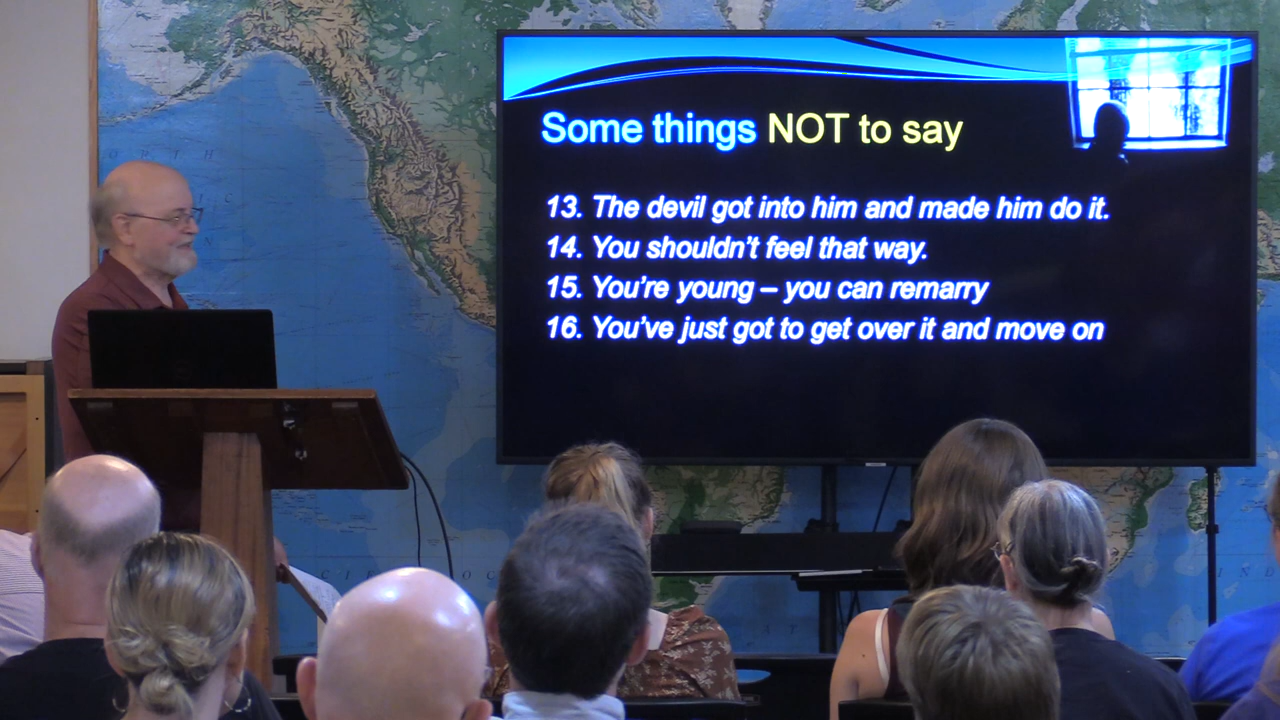 Some things NOT to say
13. The devil got into him and made him do it.
14. You shouldn't feel that way.
15. You're young – you can remarry
16. You've just got to get over it and move on